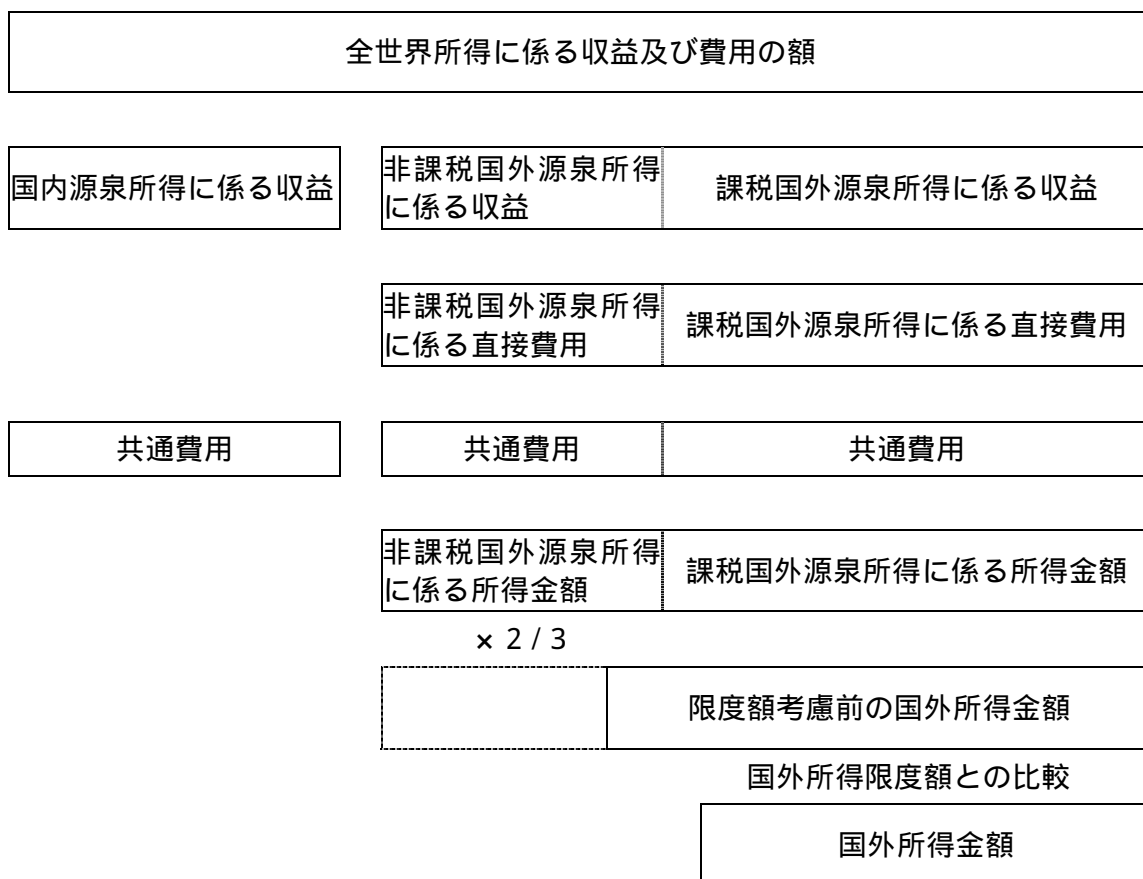 全世界所得に係る収益及び費用の額
国内源泉所得に係る収益
非課税国外源泉所得
に係る収益
課税国外源泉所得に係る収益
非課税国外源泉所得
に係る直接費用
課税国外源泉所得に係る直接費用
共通費用
共通費用
共通費用
非課税国外源泉所得
に係る所得金額
課税国外源泉所得に係る所得金額
× 2 / 3
限度額考慮前の国外所得金額
国外所得限度額との比較
国外所得金額